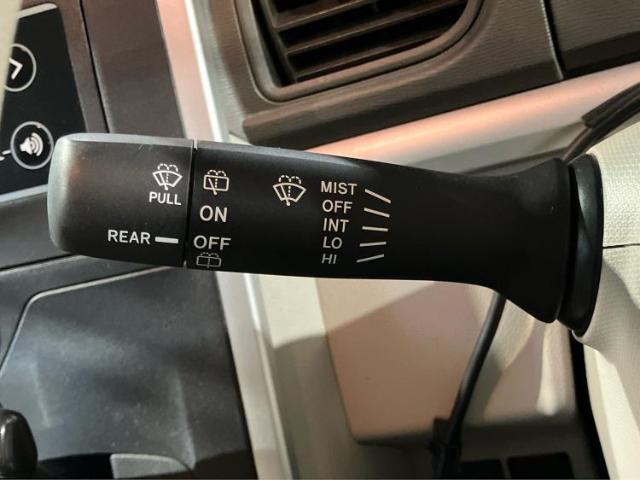 PULL
REAR
ON
OFF
MIST
OFF
INT
LO
HI